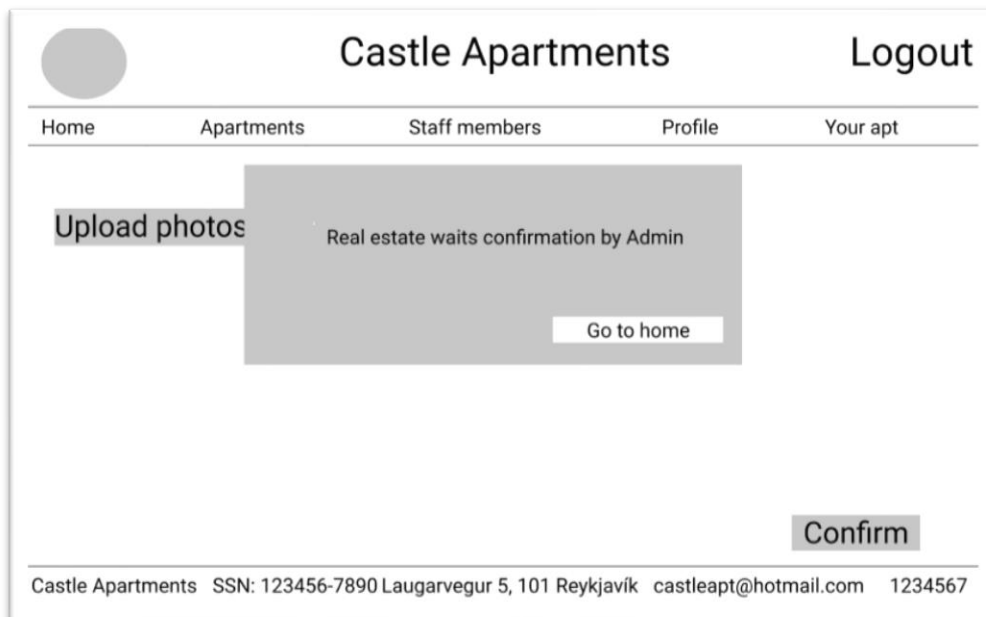 Castle Apartments Logout
Home Apartments Staff members Profile Your apt
Upload photos
Real estate waits confirmation by Admin
Go to home
Confirm
Castle Apartments SSN: 123456-7890 Laugarvegur 5, 101 Reykjavík castleapt@hotmail.com 1234567